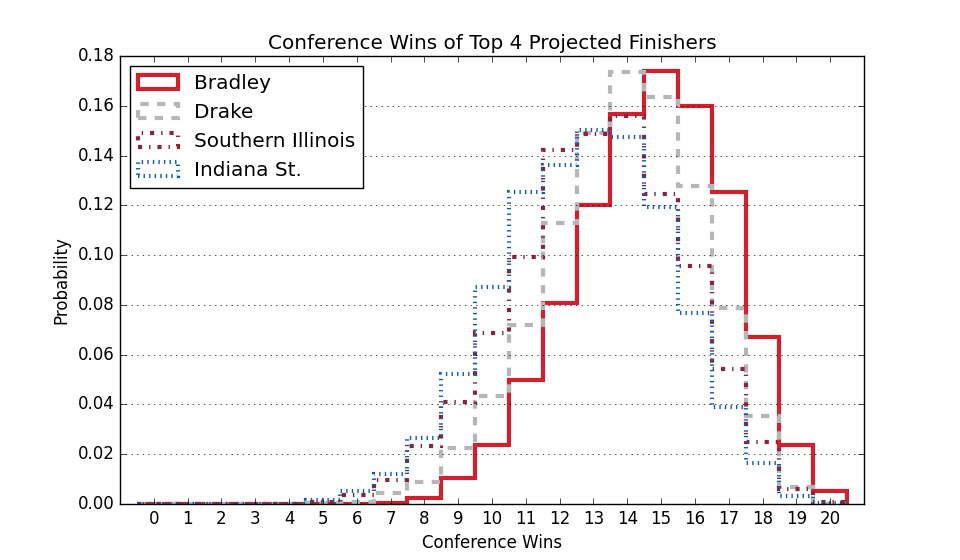 Conference Wins of Top 4 Projected Finishers
Bradley
Drake
Southern Illinois
Indiana St.
0.18
0.16
0.14
0.12
0.10
0.08
0.06
0.04
0.02
0.00
Probability
0 1 2 3 4 5 6 7 8 9 10 11 12 13 14 15 16 17 18 19 20
Conference Wins